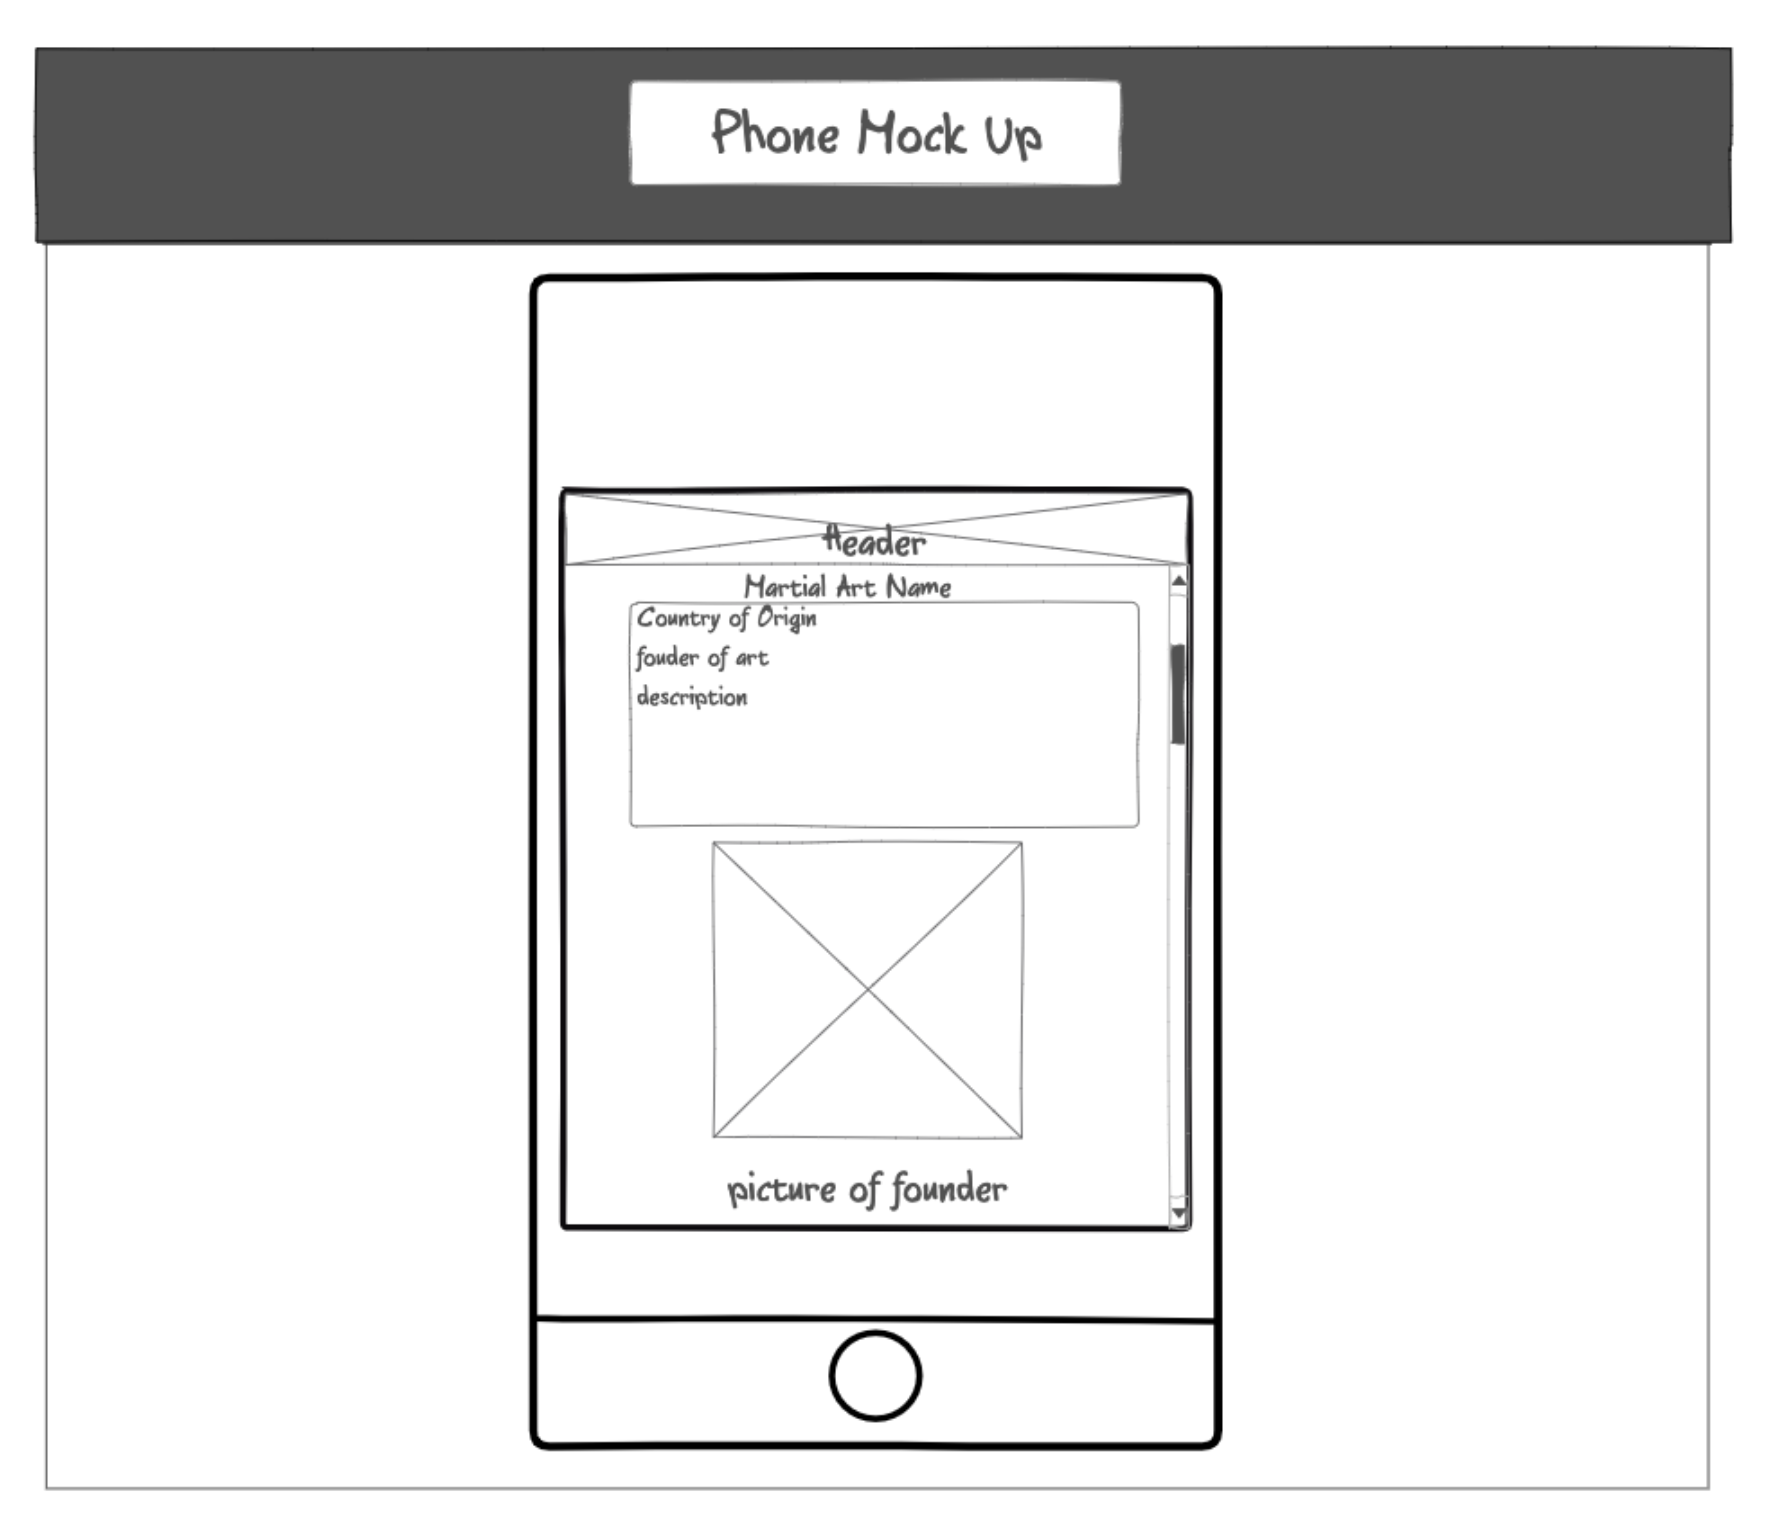 Phone Mock Up
Header
Martial Art Name
Country of Origin
fouder of art
description
picture of founder